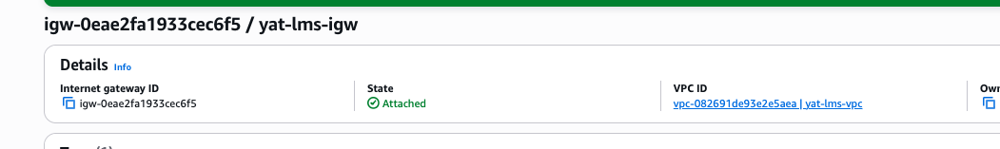 igw-0eae2fa1933cec6f5 / yat-lms-igw
Details Info
Internet gateway ID
igw-0eae2fa1933cec6f5
State
Attached
VPC ID
vpc-082691de93e2e5aea | yat-lms-vpc